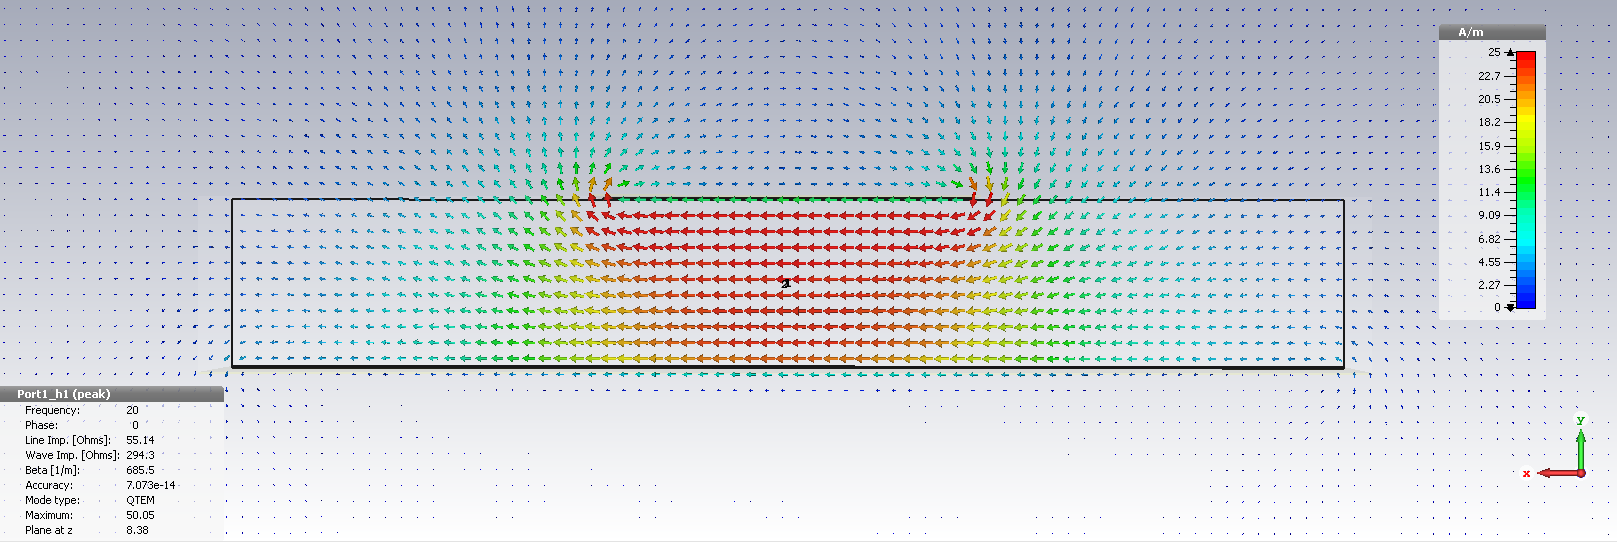 A/m
25
22.7
20.5
18.2
15.9
13.6
11.4
9.09
6.82
4.55
2.27
0
1
Port1_h1 (peak)
Frequency: 20
Phase: 0
Line Imp. [Ohms]: 55.14
Wave Imp. [Ohms]: 294.3
Beta [1/m]: 685.5
Accuracy: 7.073e-14
Mode type: QTEM
Maximum: 50.05
Plane at z 8.38
Y
x